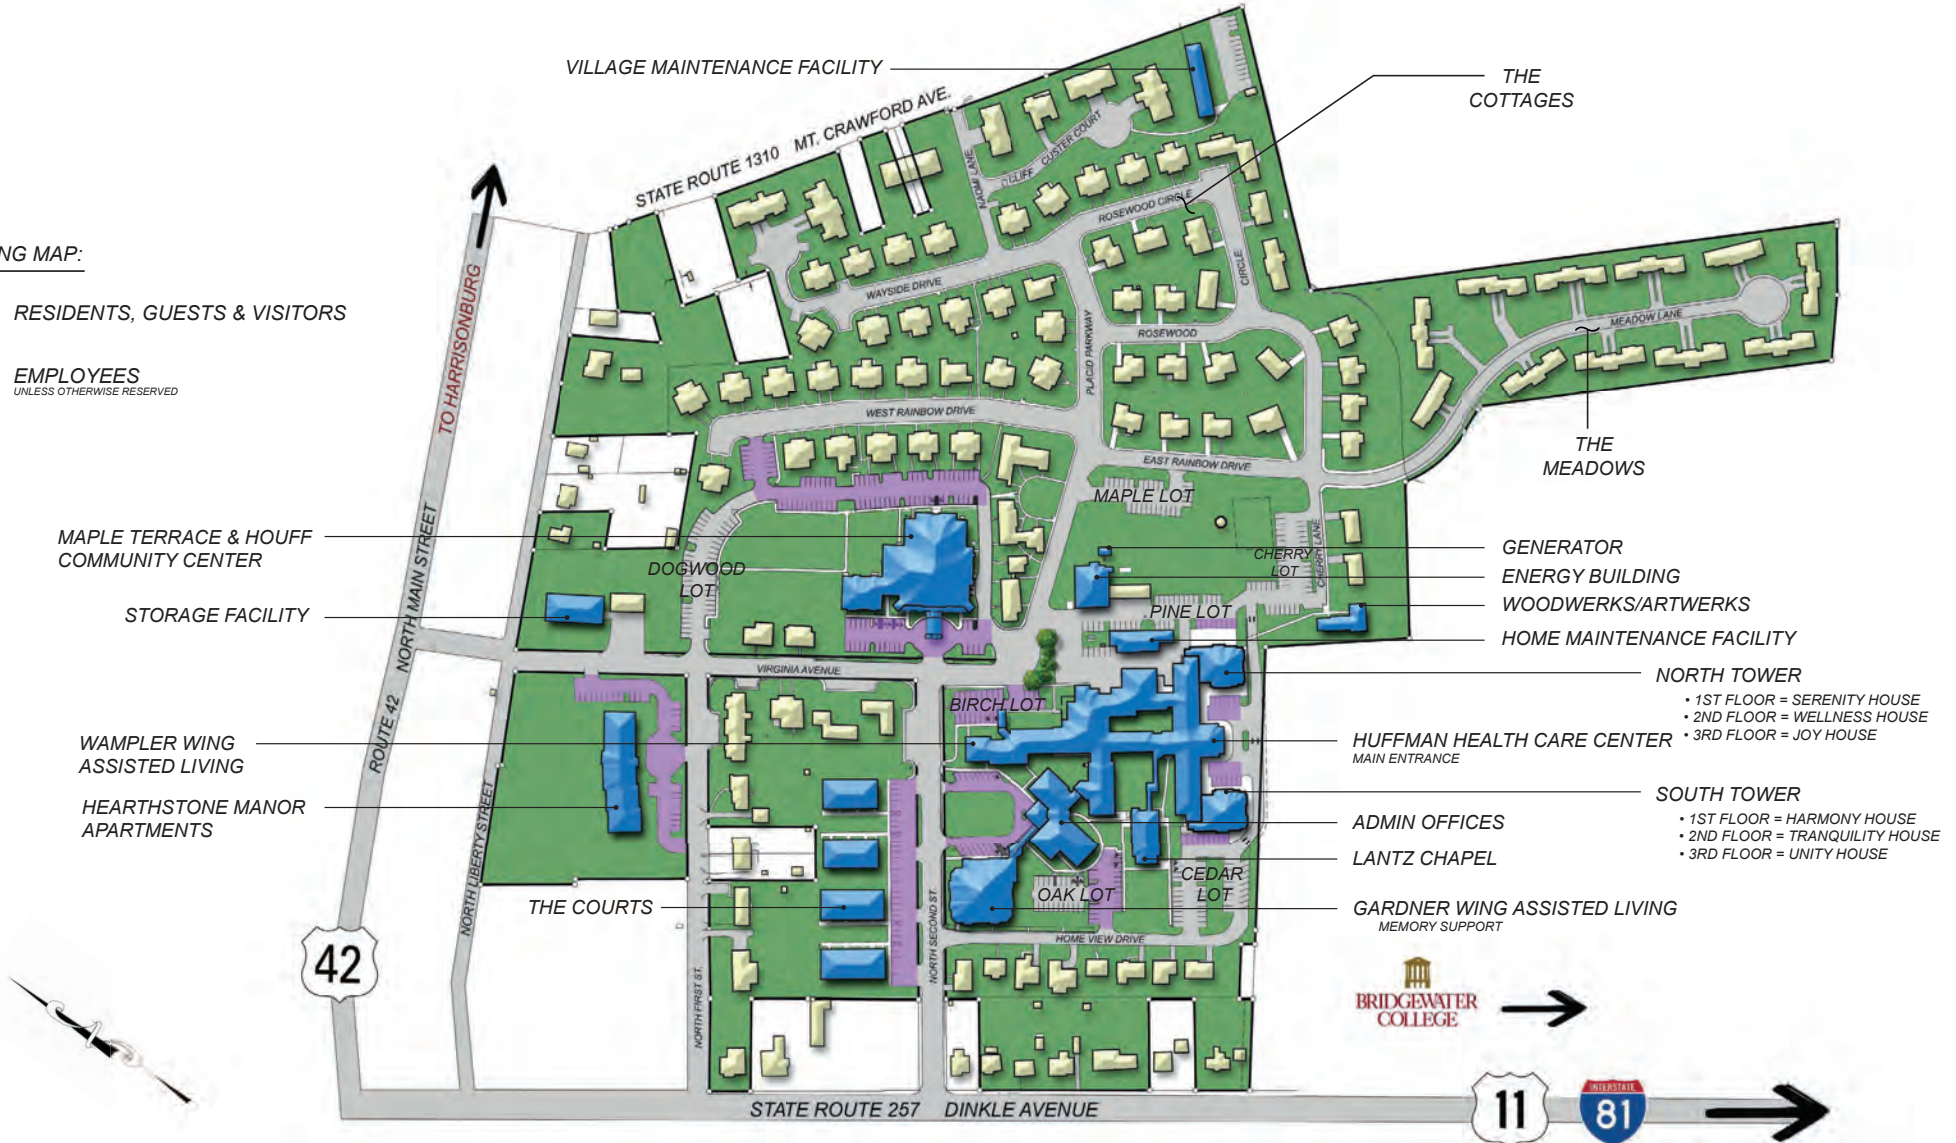 VILLAGE MAINTENANCE FACILITY
THE
COTTAGES
STATE ROUTE 1310 MT. CRAWFORD AVE.
NAOMI LANE
CLIFF CUSTER COURT
ROSEWOOD CIRCLE
CIRCLE
NG MAP:
RESIDENTS, GUESTS & VISITORS
EMPLOYEES
UNLESS OTHERWISE RESERVED
TO HARRISONBURG
WAYSIDE DRIVE
PLACID PARKWAY
ROSEWOOD
MEADOW LANE
WEST RAINBOW DRIVE
EAST RAINBOW DRIVE
THE
MEADOWS
MAPLE LOT
ROUTE 42 NORTH MAIN STREET
MAPLE TERRACE & HOUFF
COMMUNITY CENTER
DOGWOOD
LOT
CHERRY
LOT
CHERRY LANE
GENERATOR
ENERGY BUILDING
WOODWERKS/ARTWERKS
STORAGE FACILITY
PINE LOT
HOME MAINTENANCE FACILITY
VIRGINIA AVENUE
NORTH TOWER
• 1ST FLOOR = SERENITY HOUSE
• 2ND FLOOR = WELLNESS HOUSE
• 3RD FLOOR = JOY HOUSE
BIRCH LOT
WAMPLER WING
ASSISTED LIVING
HUFFMAN HEALTH CARE CENTER
MAIN ENTRANCE
HEARTHSTONE MANOR
APARTMENTS
NORTH LIBERTY STREET
SOUTH TOWER
• 1ST FLOOR = HARMONY HOUSE
• 2ND FLOOR = TRANQUILITY HOUSE
• 3RD FLOOR = UNITY HOUSE
ADMIN OFFICES
LANTZ CHAPEL
CEDAR
LOT
OAK LOT
THE COURTS
GARDNER WING ASSISTED LIVING
MEMORY SUPPORT
NORTH SECOND ST.
HOME VIEW DRIVE
NORTH FIRST ST.
42
BRIDGEWATER
COLLEGE
STATE ROUTE 257 DINKLE AVENUE
11
INTERSTATE
81